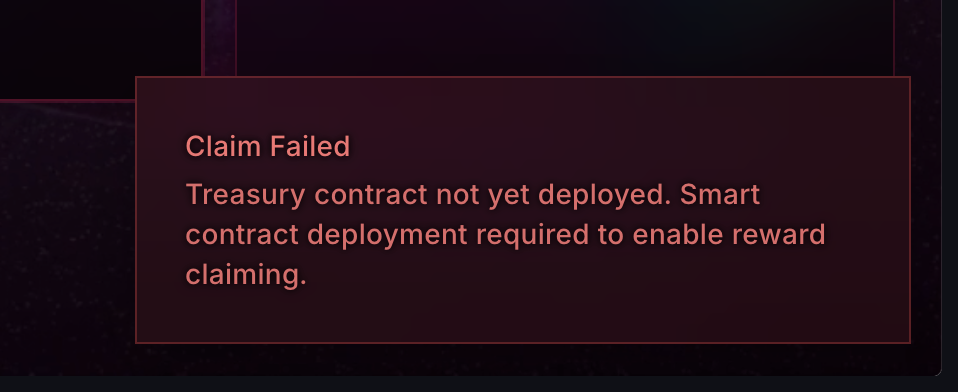 Claim Failed
Treasury contract not yet deployed. Smart
contract deployment required to enable reward
claiming.